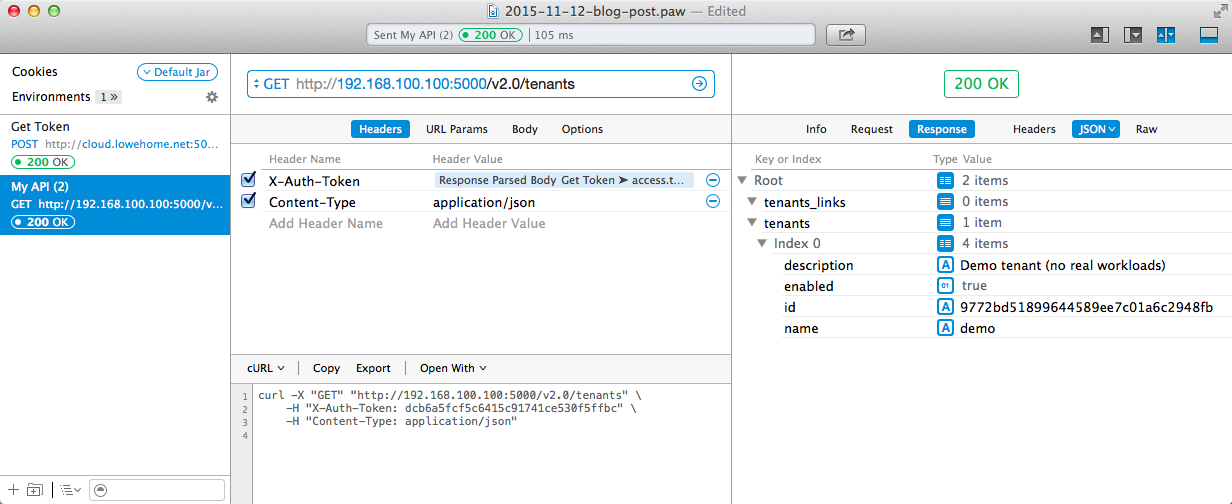 2015-11-12-blog-post.paw — Edited
Sent My API (2) 200 OK 105 ms
Cookies Default Jar
Environments 1 »
Get Token
POST http://cloud.lowehome.net:50…
200 OK
My API (2)
GET http://192.168.100.100:5000/v…
200 OK
GET http://192.168.100.100:5000/v2.0/tenants
Headers URL Params Body Options
Header Name Header Value
X-Auth-Token Response Parsed Body Get Token ➤ access.t…
Content-Type application/json
Add Header Name Add Header Value
cURL Copy Export Open With
1 curl -X "GET" "http://192.168.100.100:5000/v2.0/tenants" \
2 -H "X-Auth-Token: dcb6a5fcf5c6415c91741ce530f5ffbc" \
3 -H "Content-Type: application/json"
4
200 OK
Info Request Response Headers JSON Raw
Key or Index Type Value
Root 2 items
tenants_links 0 items
tenants 1 item
Index 0 4 items
description A Demo tenant (no real workloads)
enabled 01 true
id A 9772bd51899644589ee7c01a6c2948fb
name A demo